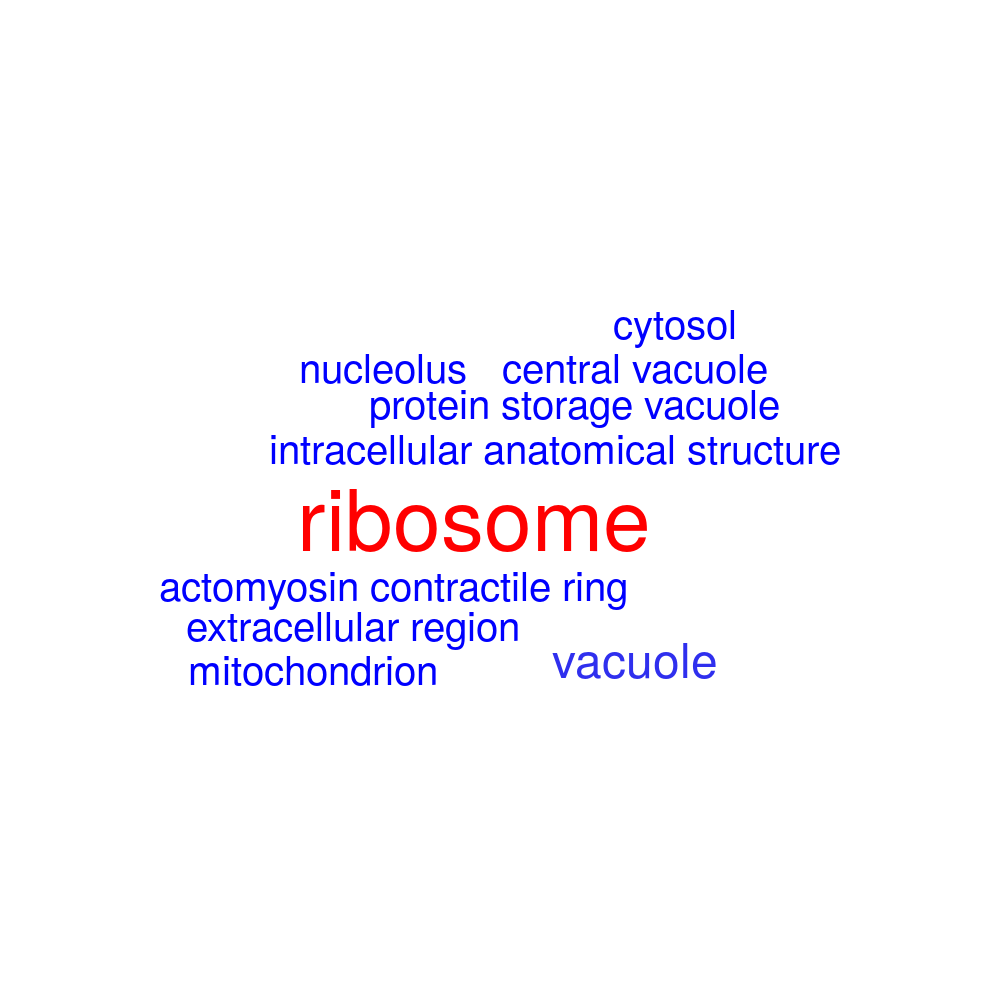 cytosol
nucleolus central vacuole
protein storage vacuole
intracellular anatomical structure
ribosome
actomyosin contractile ring
extracellular region
vacuole
mitochondrion